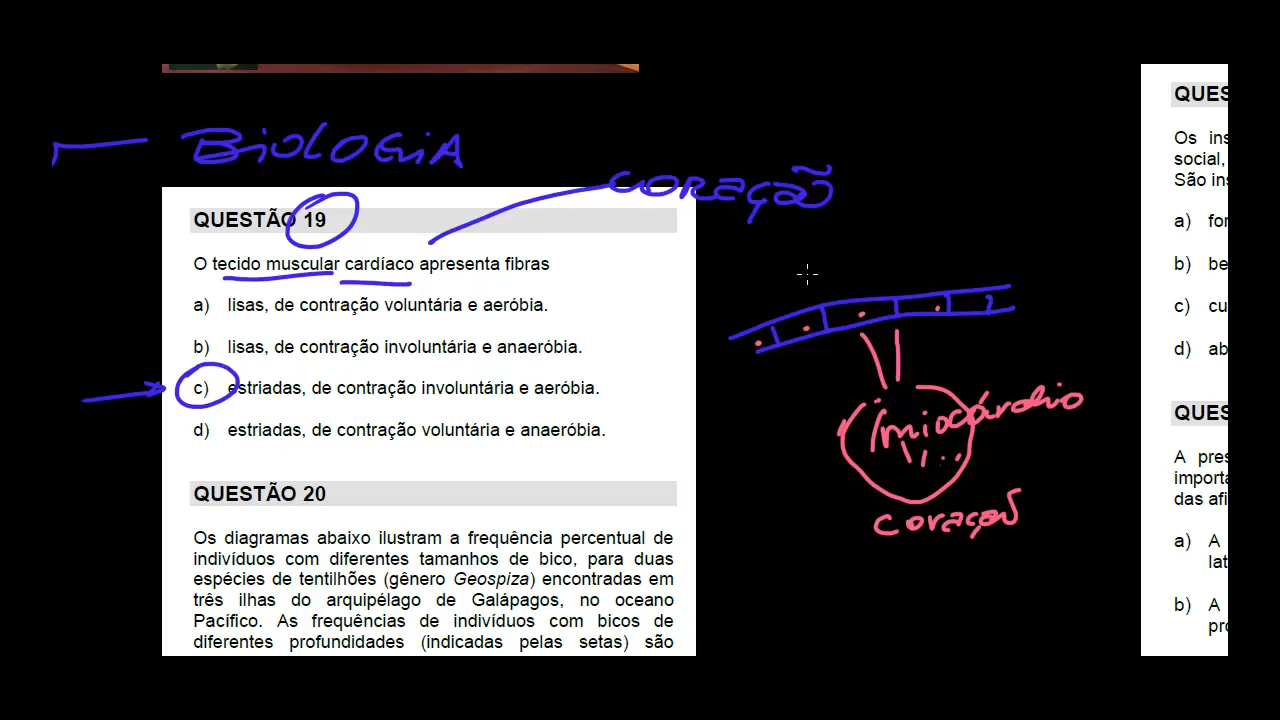 BiOLOGiA
coração
QUESTÃO 19
O tecido muscular cardíaco apresenta fibras
a) lisas, de contração voluntária e aeróbia.
b) lisas, de contração involuntária e anaeróbia.
c) estriadas, de contração involuntária e aeróbia.
d) estriadas, de contração voluntária e anaeróbia.
miocárdio
coração
QUESTÃO 20
Os diagramas abaixo ilustram a frequência percentual de
indivíduos com diferentes tamanhos de bico, para duas
espécies de tentilhões (gênero Geospiza) encontradas em
três ilhas do arquipélago de Galápagos, no oceano
Pacífico. As frequências de indivíduos com bicos de
diferentes profundidades (indicadas pelas setas) são
QUES
Os ins
social,
São ins
a) for
b) be
c) cu
d) ab
QUES
A pres
importa
das afi
a) A
lat
b) A
pro